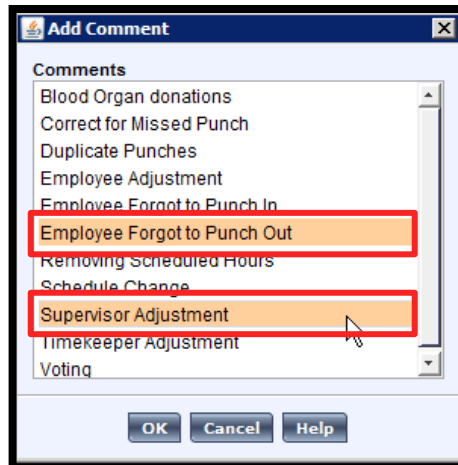 Add Comment
Comments
Blood Organ donations
Correct for Missed Punch
Duplicate Punches
Employee Adjustment
Employee Forgot to Punch In
Employee Forgot to Punch Out
Removing Scheduled Hours
Schedule Change
Supervisor Adjustment
Timekeeper Adjustment
Voting
OK Cancel Help